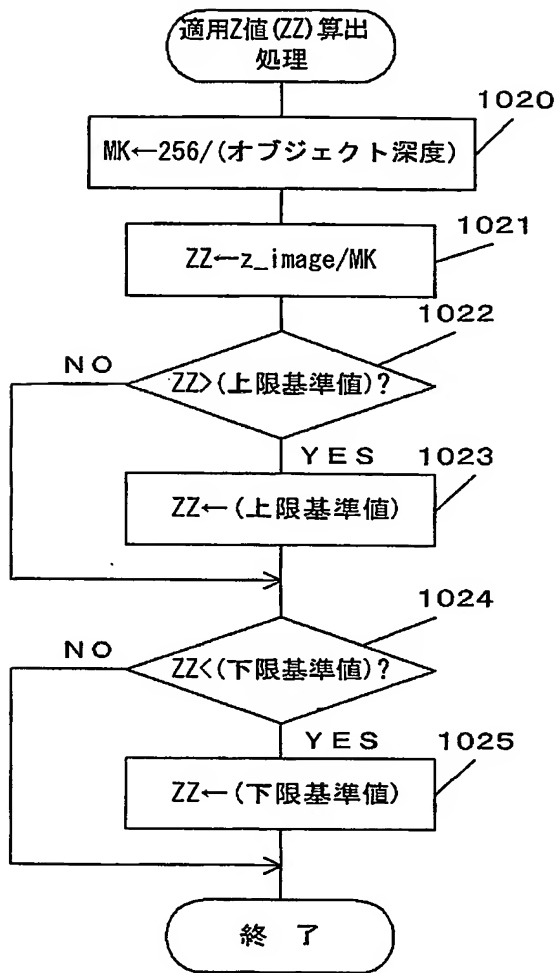 適用Z値(ZZ)算出
処理
1020
MK←256/(オブジェクト深度)
1021
ZZ←z_image/MK
1022
NO
ZZ>(上限基準値)?
YES
1023
ZZ←(上限基準値)
1024
NO
ZZ<(下限基準値)?
YES
1025
ZZ←(下限基準値)
終 了